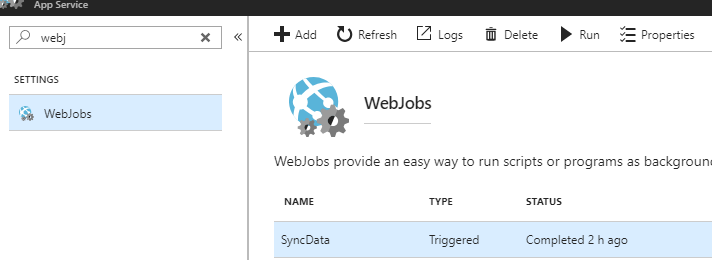 App Service
webj
SETTINGS
WebJobs
Add Refresh Logs Delete Run Properties
WebJobs
WebJobs provide an easy way to run scripts or programs as background
NAME TYPE STATUS
SyncData Triggered Completed 2 h ago